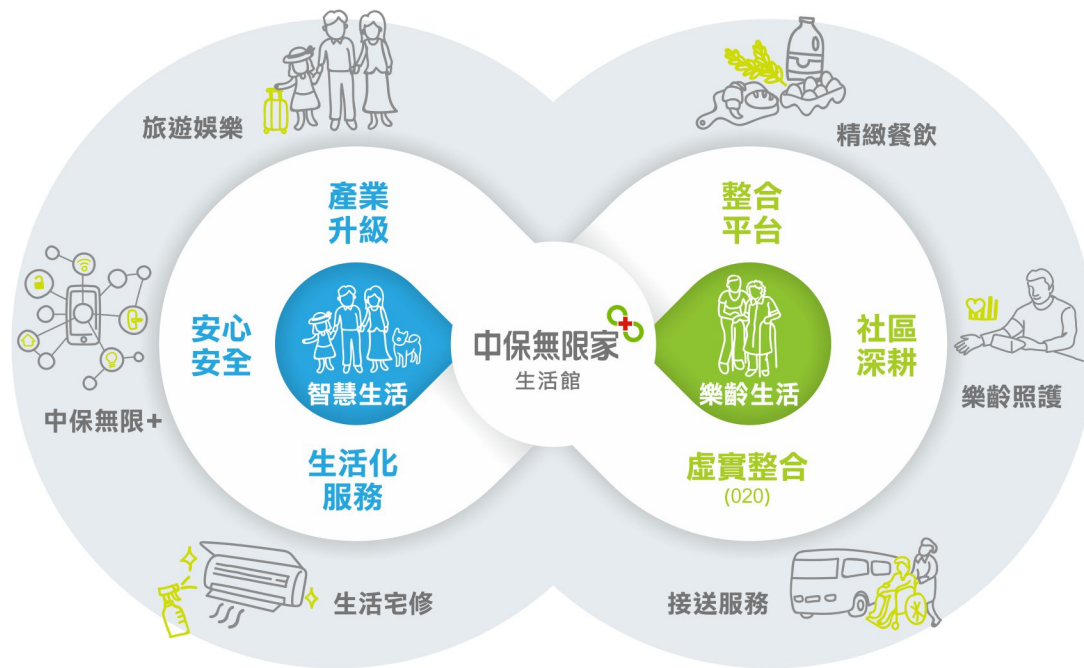 旅遊娛樂
精緻餐飲
產業
升級
整合
平台
安心
安全
中保無限家
生活館
社區
深耕
智慧生活
樂齡生活
中保無限+
樂齡照護
生活化
服務
虛實整合
(020)
生活宅修
接送服務